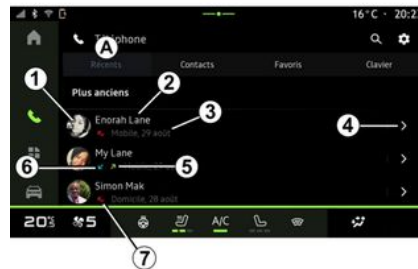 16°C · 20:2
A
Téléphone
Récents Contacts Favoris Clavier
Plus anciens
1 2 3 4
Enorah Lane
Mobile, 29 août
My Lane
6 5
Simon Mak
Domicile, 28 août
20 5 A/C
7